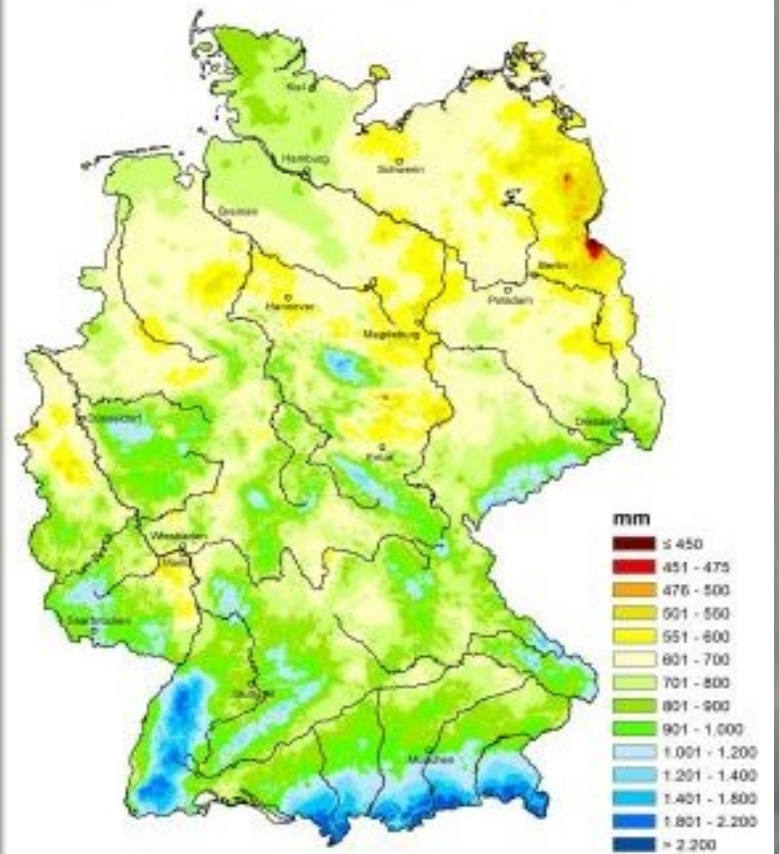 Kiel
Hamburg
Schwerin
Bremen
Berlin
Hannover
Potsdam
Magdeburg
Düsseldorf
Dresden
Erfurt
Wiesbaden
Mainz
Saarbrücken
Stuttgart
München
mm
≤ 450
451 - 475
476 - 500
501 - 550
551 - 600
601 - 700
701 - 800
801 - 900
901 - 1.000
1.001 - 1.200
1.201 - 1.400
1.401 - 1.800
1.801 - 2.200
> 2.200